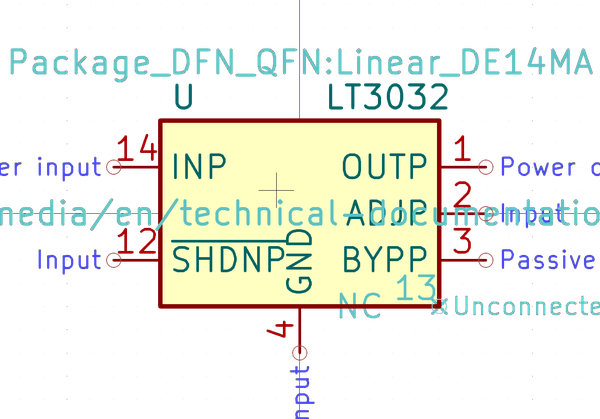 Package_DFN_QFN:Linear_DE14MA
U LT3032
er input 14 INP OUTP 1 Power o
media/en/technical-documentatio
ADJP 2 Input
Input 12 SHDNP GND BYPP 3 Passive
NC 13 Unconnecte
4
nput